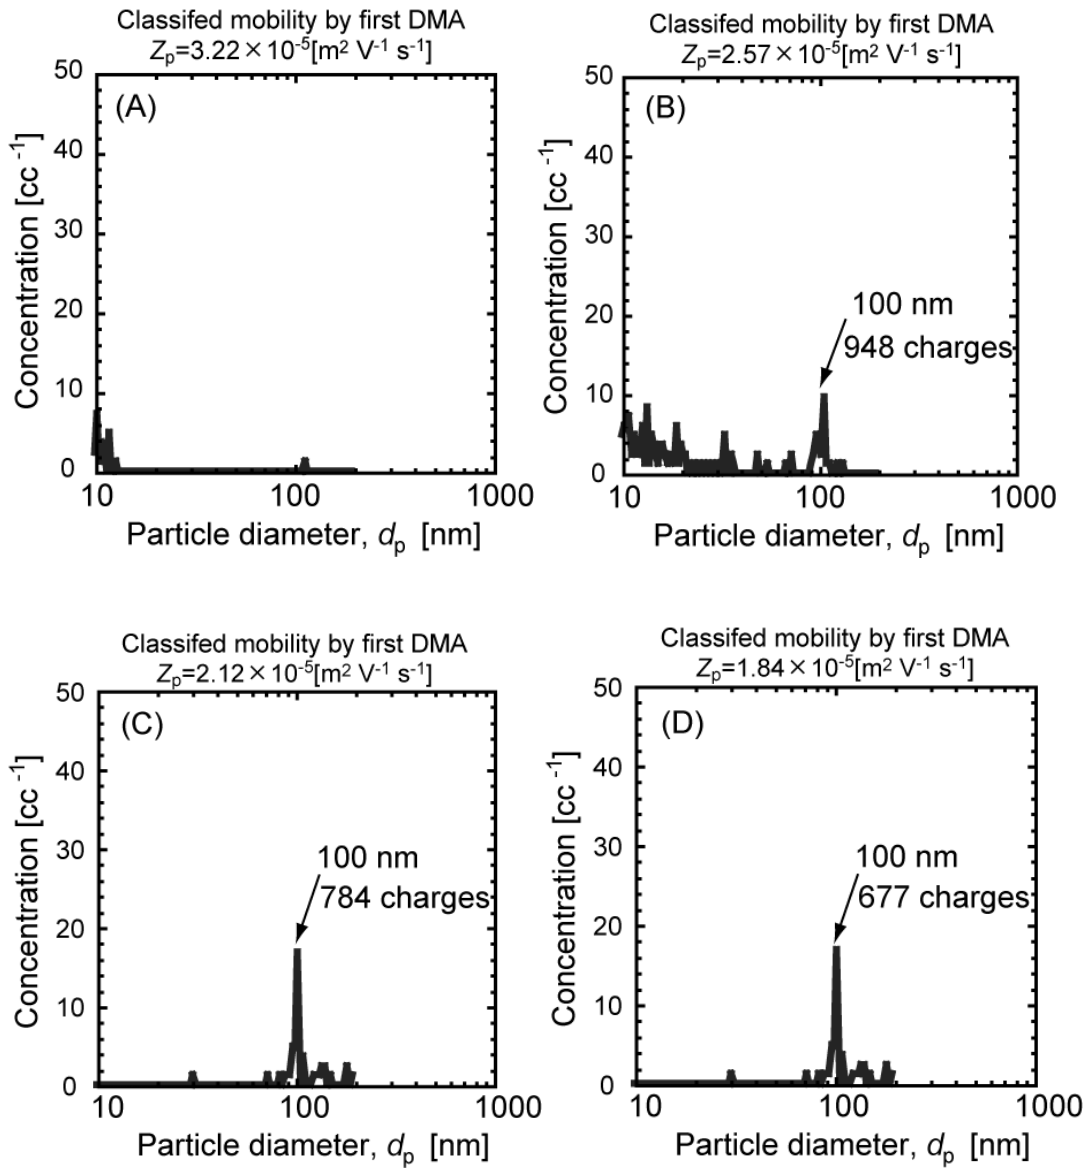 Classifed mobility by first DMA
Zp=3.22×10-5[m2 V-1 s-1]
(A)
50
40
30
20
10
0
10
100
1000
Concentration [cc -1]
Particle diameter, dp [nm]
Classifed mobility by first DMA
Zp=2.57×10-5[m2 V-1 s-1]
(B)
50
40
30
20
10
0
10
100
1000
100 nm
948 charges
Concentration [cc -1]
Particle diameter, dp [nm]
Classifed mobility by first DMA
Zp=2.12×10-5[m2 V-1 s-1]
(C)
50
40
30
20
10
0
10
100
1000
100 nm
784 charges
Concentration [cc -1]
Particle diameter, dp [nm]
Classifed mobility by first DMA
Zp=1.84×10-5[m2 V-1 s-1]
(D)
50
40
30
20
10
0
10
100
1000
100 nm
677 charges
Concentration [cc -1]
Particle diameter, dp [nm]